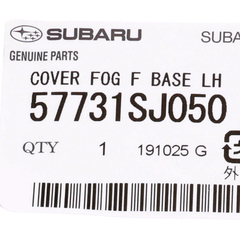 SUBARU SUBA
GENUINE PARTS
COVER FOG F BASE LH
57731SJ050
QTY 1 191025 G
外